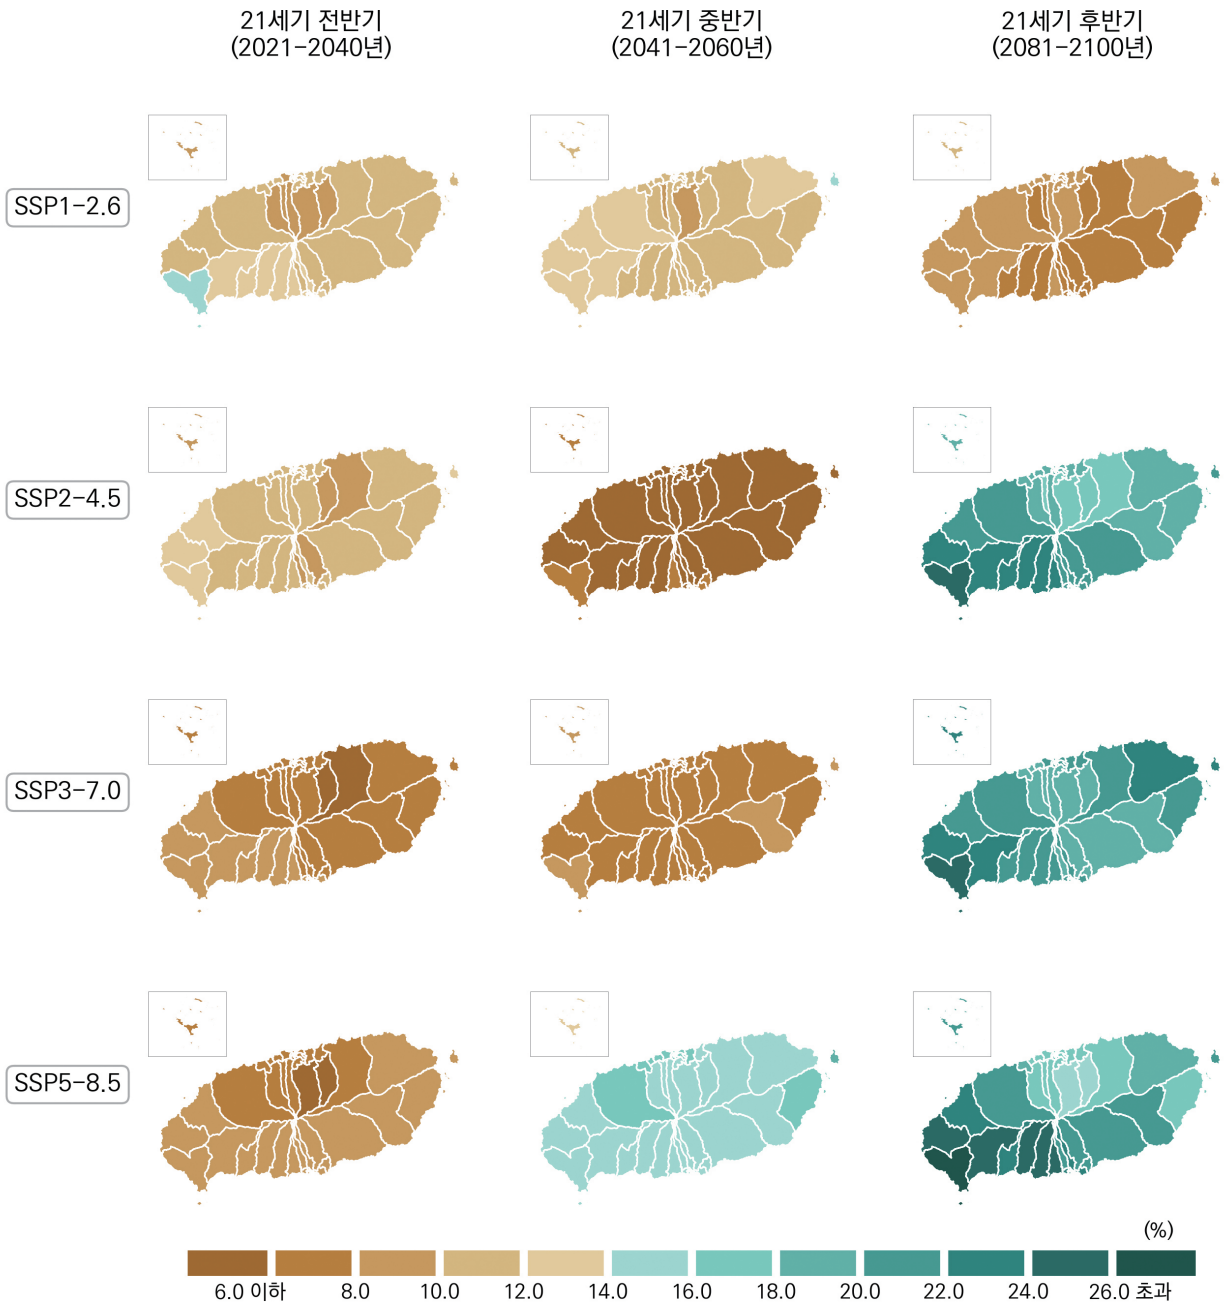 21세기 전반기
(2021-2040년)
21세기 중반기
(2041-2060년)
21세기 후반기
(2081-2100년)
SSP1-2.6
SSP2-4.5
SSP3-7.0
SSP5-8.5
(%)
6.0 이하 8.0 10.0 12.0 14.0 16.0 18.0 20.0 22.0 24.0 26.0 초과